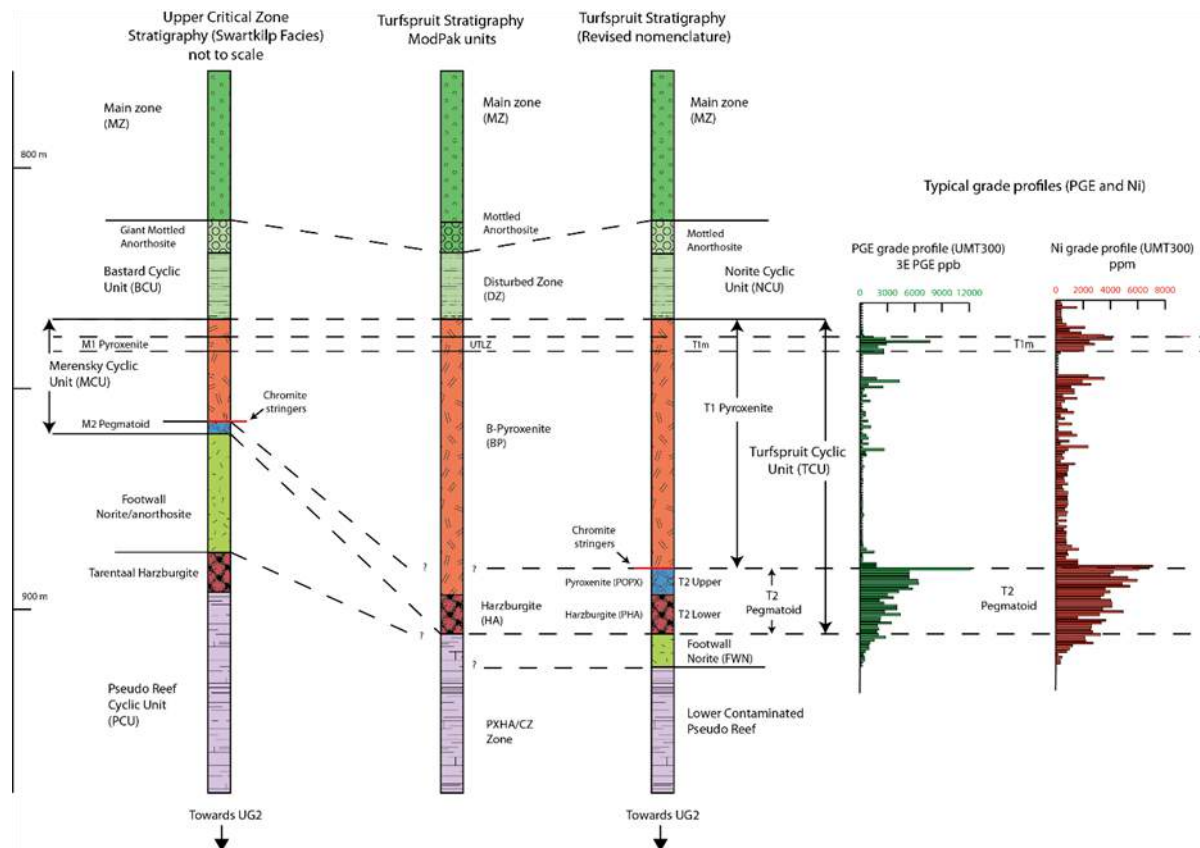 Upper Critical Zone
Stratigraphy (Swartkilp Facies)
not to scale
Turfspruit Stratigraphy
ModPak units
Turfspruit Stratigraphy
(Revised nomenclature)
800 m
900 m
Main zone
(MZ)
Giant Mottled
Anorthosite
Bastard Cyclic
Unit (BCU)
M1 Pyroxenite
Merensky Cyclic
Unit (MCU)
M2 Pegmatoid
Chromite
stringers
Footwall
Norite/anorthosite
Tarentaal Harzburgite
Pseudo Reef
Cyclic Unit
(PCU)
Towards UG2
Main zone
(MZ)
Mottled
Anorthosite
Disturbed Zone
(DZ)
UTLZ
B-Pyroxenite
(BP)
?
Harzburgite
(HA)
?
?
PXHA/CZ
Zone
Main zone
(MZ)
Mottled
Anorthosite
Norite Cyclic
Unit (NCU)
T1m
T1 Pyroxenite
Turfspruit Cyclic
Unit (TCU)
Chromite
stringers
Pyroxenite (POPX)
T2 Upper
Harzburgite (PHA)
T2 Lower
T2
Pegmatoid
Footwall
Norite (FWN)
Lower Contaminated
Pseudo Reef
Towards UG2
Typical grade profiles (PGE and Ni)
PGE grade profile (UMT300)
3E PGE ppb
0 3000 6000 9000 12000
Ni grade profile (UMT300)
ppm
0 2000 4000 6000 8000
T1m
T2
Pegmatoid